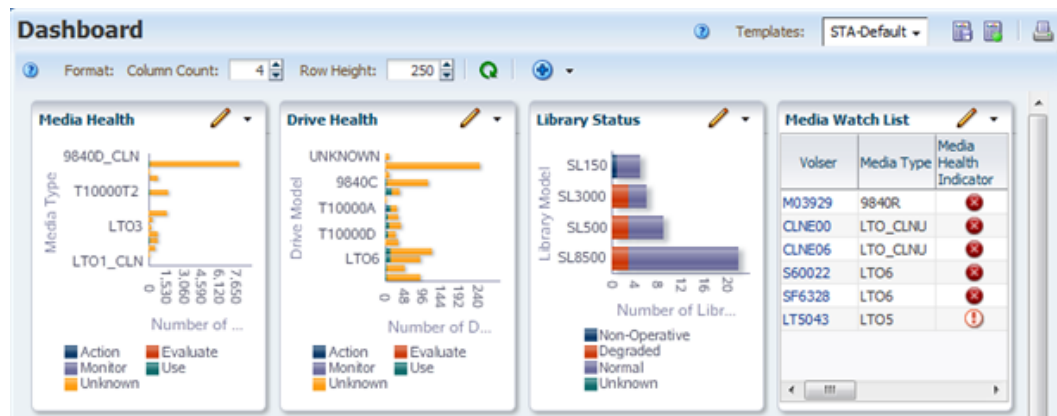 Dashboard
Templates: STA-Default
Format: Column Count: 4 Row Height: 250
Media Health
Media Type
9840D_CLN
T10000T2
LTO3
LTO1_CLN
0 1,530 3,060 4,590 6,120 7,650
Number of ...
Action Evaluate
Monitor Use
Unknown
Drive Health
Drive Model
UNKNOWN
9840C
T10000A
T10000D
LTO6
0 48 96 144 192 240
Number of D...
Action Evaluate
Monitor Use
Unknown
Library Status
Library Model
SL150
SL3000
SL500
SL8500
0 4 8 12 16 20
Number of Libr...
Non-Operative
Degraded
Normal
Unknown
Media Watch List
Volser Media Type Media Health Indicator
M03929 9840R
CLNE00 LTO_CLNU
CLNE06 LTO_CLNU
S60022 LTO6
SF6328 LTO6
LT5043 LTO5